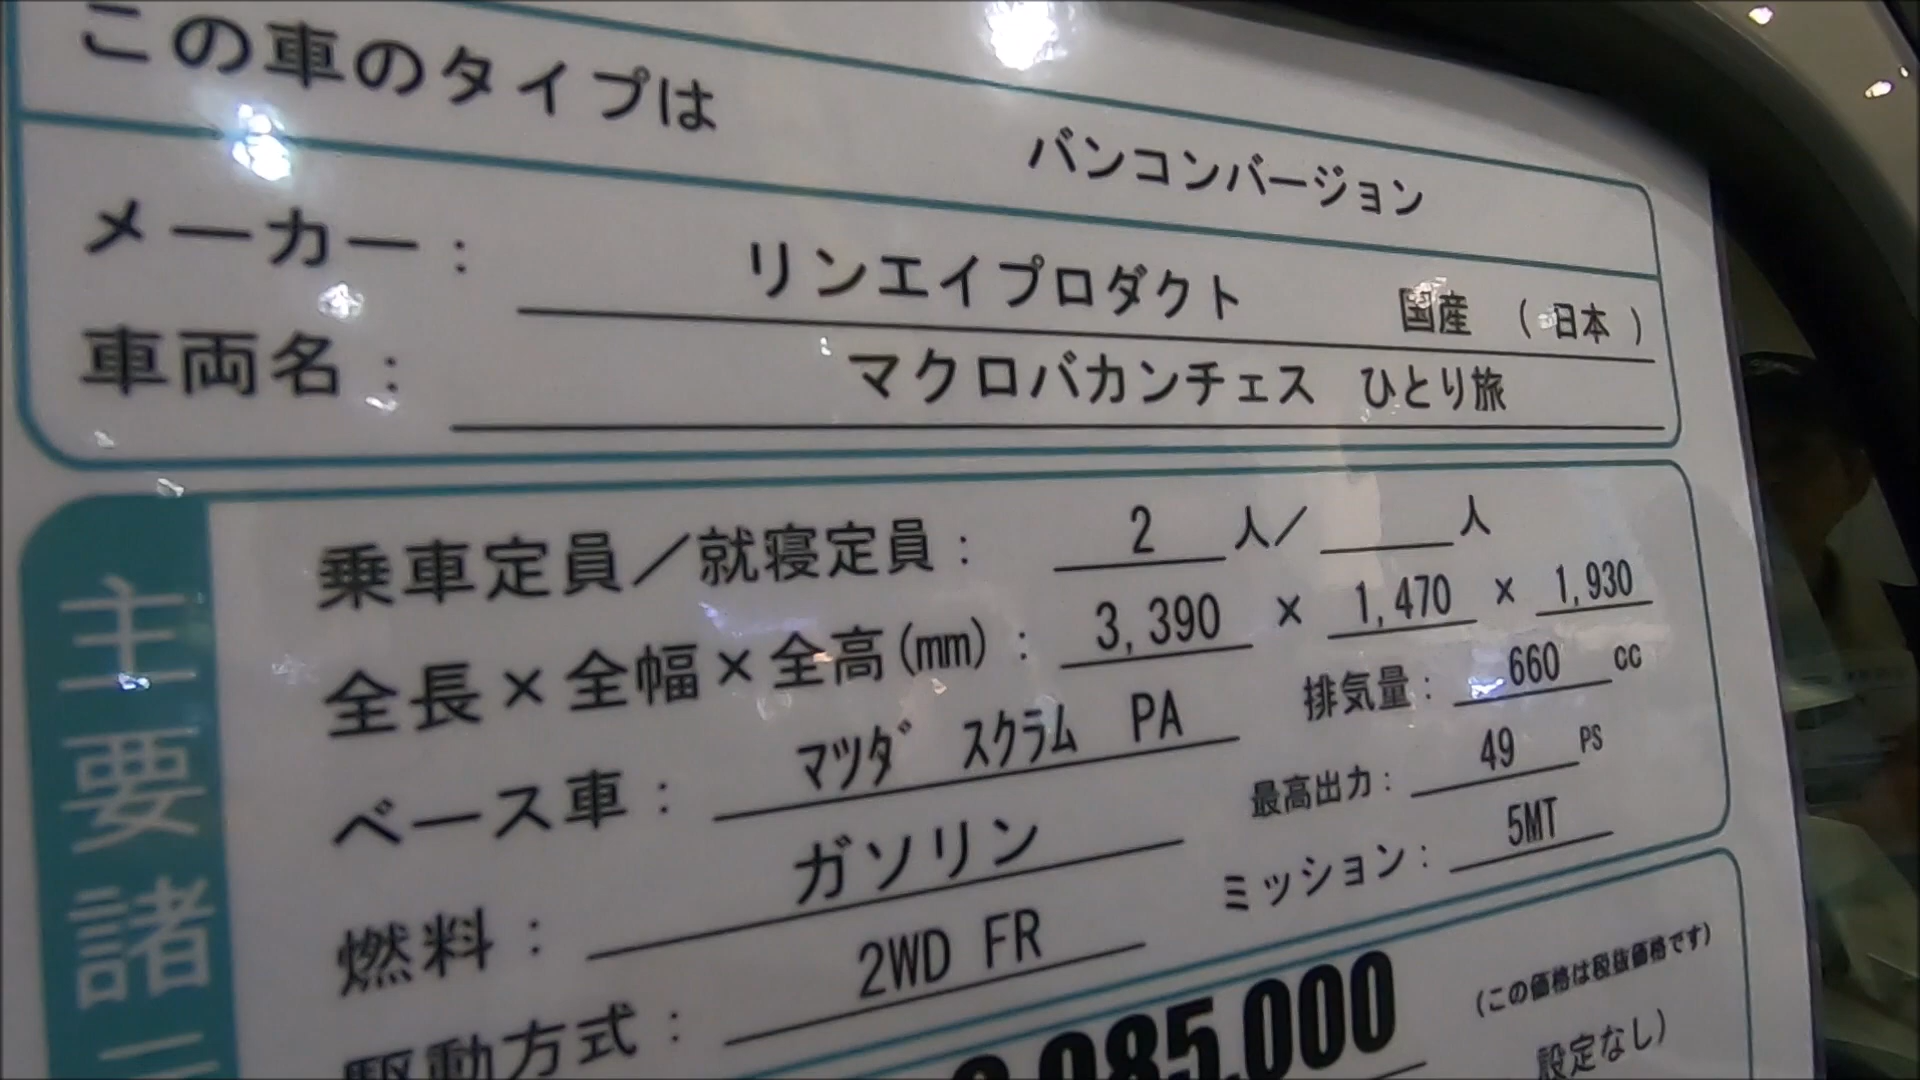 この車のタイプは バンコンバージョン
メーカー: リンエイプロダクト 国産 (日本)
車両名: マクロバカンチェス ひとり旅
主要諸
乗車定員/就寝定員: 2 人/ 人
全長×全幅×全高(mm): 3,390 × 1,470 × 1,930
ベース車: マツダ スクラム PA 排気量: 660 cc
燃料: ガソリン 最高出力: 49 PS
駆動方式: 2WD FR ミッション: 5MT
985,000 (この価格は税抜価格です)
設定なし)